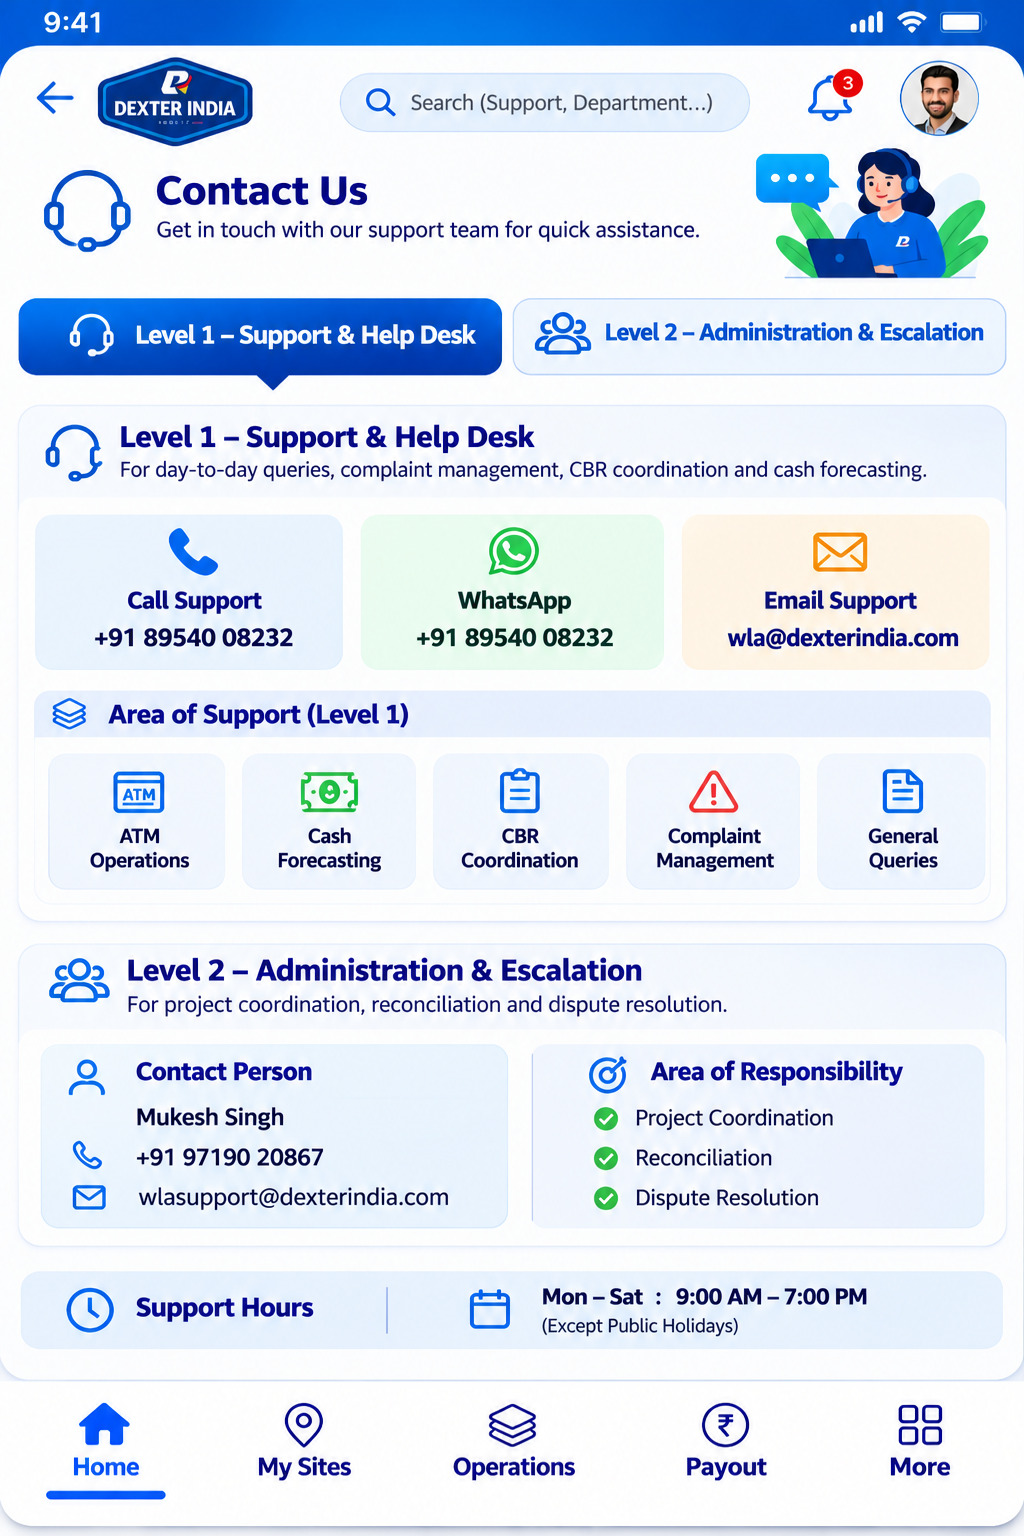 9:41
DEXTER INDIA
Search (Support, Department...)
3
Contact Us
Get in touch with our support team for quick assistance.
Level 1 – Support & Help Desk
Level 2 – Administration & Escalation
Level 1 – Support & Help Desk
For day-to-day queries, complaint management, CBR coordination and cash forecasting.
Call Support
+91 89540 08232
WhatsApp
+91 89540 08232
Email Support
wla@dexterindia.com
Area of Support (Level 1)
ATM
ATM
Operations
Cash
Forecasting
CBR
Coordination
Complaint
Management
General
Queries
Level 2 – Administration & Escalation
For project coordination, reconciliation and dispute resolution.
Contact Person
Mukesh Singh
+91 97190 20867
wlasupport@dexterindia.com
Area of Responsibility
Project Coordination
Reconciliation
Dispute Resolution
Support Hours
Mon – Sat : 9:00 AM – 7:00 PM
(Except Public Holidays)
Home
My Sites
Operations
₹
Payout
More